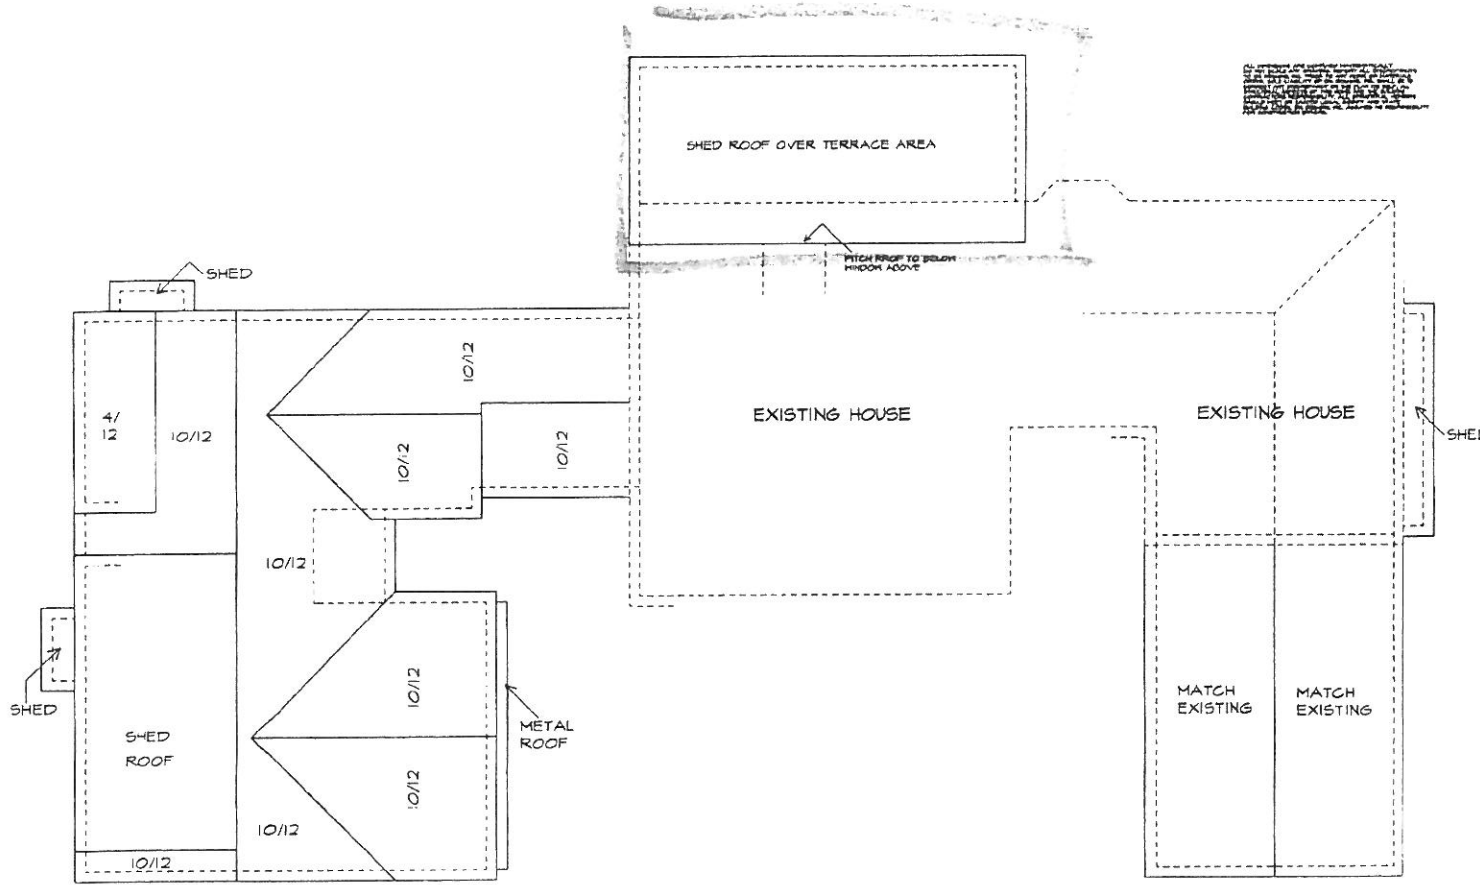 SHED ROOF OVER TERRACE AREA
PITCH RROF TO BELOW
WINDOW ABOVE
SHED
4/
12
10/12
10/12
10/12
10/12
EXISTING HOUSE
EXISTING HOUSE
SHED
10/12
SHED
SHED
ROOF
10/12
10/12
METAL
ROOF
MATCH
EXISTING
MATCH
EXISTING
10/12
10/12